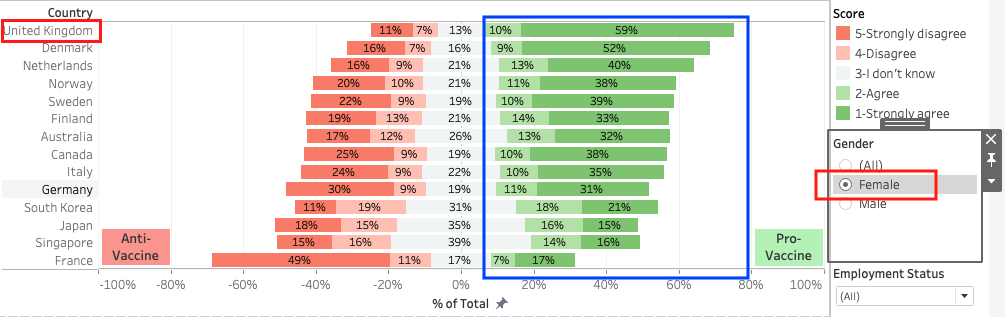 Country
United Kingdom 11% 7% 13% 10% 59%
Denmark 16% 7% 16% 9% 52%
Netherlands 16% 9% 21% 13% 40%
Norway 20% 10% 21% 11% 38%
Sweden 22% 9% 19% 10% 39%
Finland 19% 13% 21% 14% 33%
Australia 17% 12% 26% 13% 32%
Canada 25% 9% 19% 10% 38%
Italy 24% 9% 22% 10% 35%
Germany 30% 9% 19% 11% 31%
South Korea 11% 19% 31% 18% 21%
Japan 18% 15% 35% 16% 15%
Singapore 15% 16% 39% 14% 16%
France 49% 11% 17% 7% 17%
Anti-
Vaccine
Pro-
Vaccine
-100% -80% -60% -40% -20% 0% 20% 40% 60% 80% 100%
% of Total
Score
5-Strongly disagree
4-Disagree
3-I don't know
2-Agree
1-Strongly agree
Gender
(All)
Female
Male
Employment Status
(All)